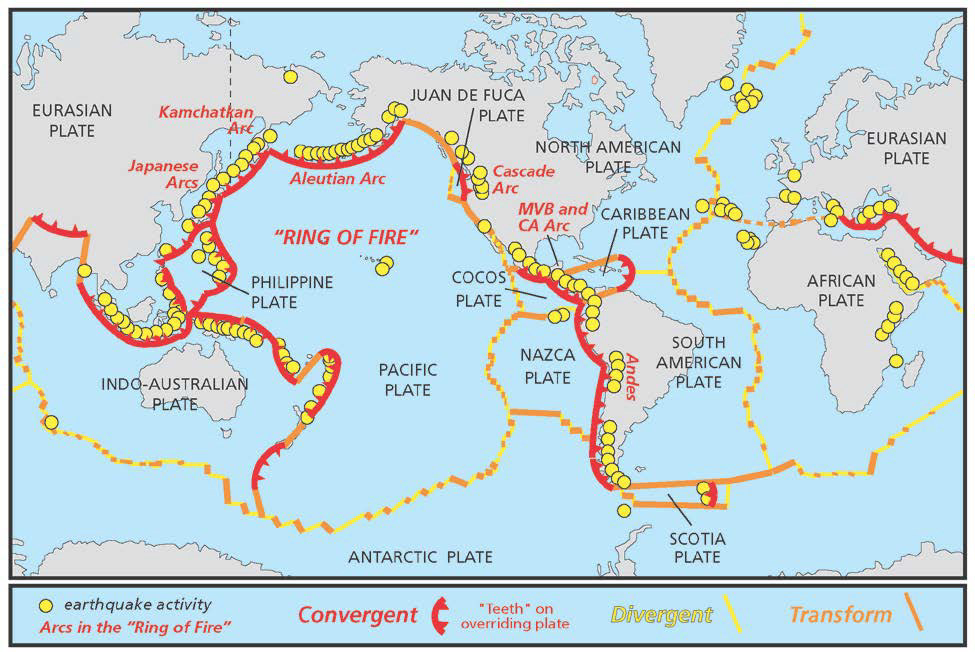 JUAN DE FUCA
PLATE
EURASIAN
PLATE
Kamchatkan
Arc
NORTH AMERICAN
PLATE
EURASIAN
PLATE
Japanese
Arcs
Aleutian Arc
Cascade
Arc
MVB and
CA Arc
CARIBBEAN
PLATE
"RING OF FIRE"
PHILIPPINE
PLATE
COCOS
PLATE
AFRICAN
PLATE
INDO-AUSTRALIAN
PLATE
PACIFIC
PLATE
NAZCA
PLATE
Andes
SOUTH
AMERICAN
PLATE
SCOTIA
PLATE
ANTARCTIC PLATE
earthquake activity
Arcs in the "Ring of Fire"
Convergent
"Teeth" on
overriding plate
Divergent
Transform